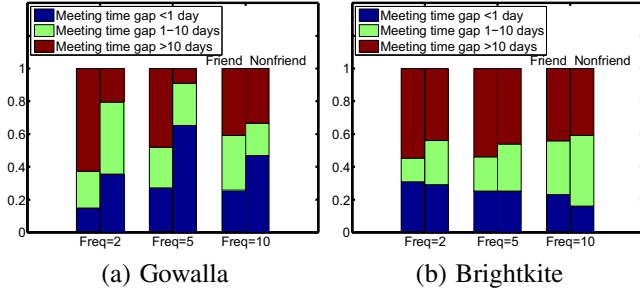 Meeting time gap <1 day
Meeting time gap 1−10 days
Meeting time gap >10 days
Friend Nonfriend
1
0.8
0.6
0.4
0.2
0
Freq=2 Freq=5 Freq=10
(a) Gowalla
Meeting time gap <1 day
Meeting time gap 1−10 days
Meeting time gap >10 days
Friend Nonfriend
1
0.8
0.6
0.4
0.2
0
Freq=2 Freq=5 Freq=10
(b) Brightkite